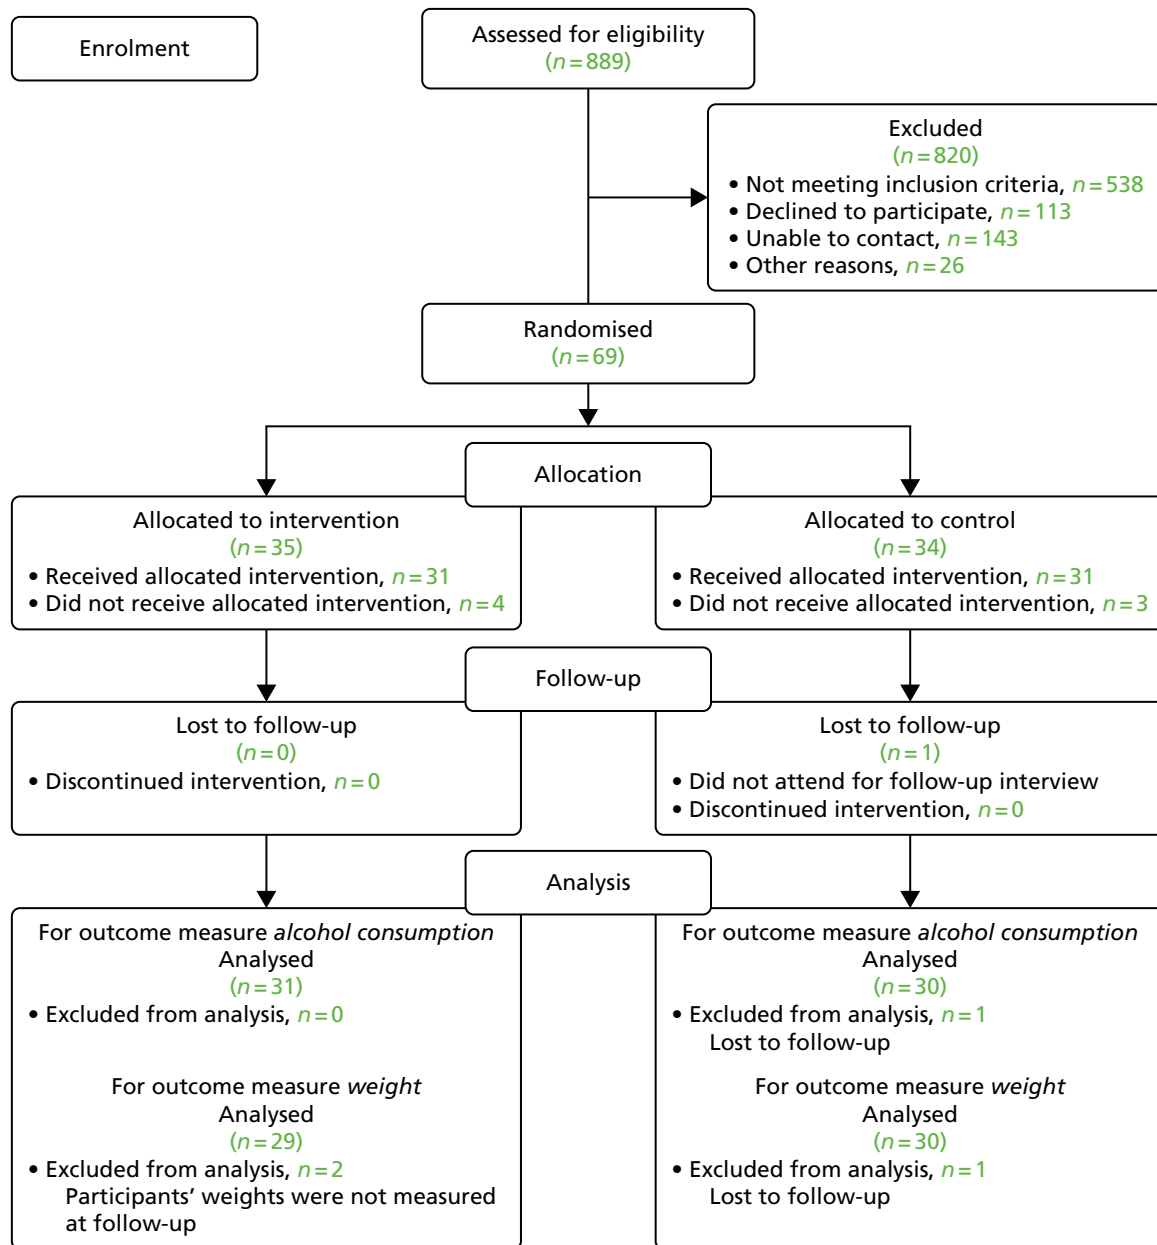 Enrolment
Assessed for eligibility
(n=889)
Excluded
(n=820)
• Not meeting inclusion criteria, n=538
• Declined to participate, n=113
• Unable to contact, n=143
• Other reasons, n=26
Randomised
(n=69)
Allocation
Allocated to intervention
(n=35)
• Received allocated intervention, n=31
• Did not receive allocated intervention, n=4
Allocated to control
(n=34)
• Received allocated intervention, n=31
• Did not receive allocated intervention, n=3
Follow-up
Lost to follow-up
(n=0)
• Discontinued intervention, n=0
Lost to follow-up
(n=1)
• Did not attend for follow-up interview
• Discontinued intervention, n=0
Analysis
For outcome measure alcohol consumption
Analysed
(n=31)
• Excluded from analysis, n=0
For outcome measure weight
Analysed
(n=29)
• Excluded from analysis, n=2
Participants’ weights were not measured
at follow-up
For outcome measure alcohol consumption
Analysed
(n=30)
• Excluded from analysis, n=1
Lost to follow-up
For outcome measure weight
Analysed
(n=30)
• Excluded from analysis, n=1
Lost to follow-up